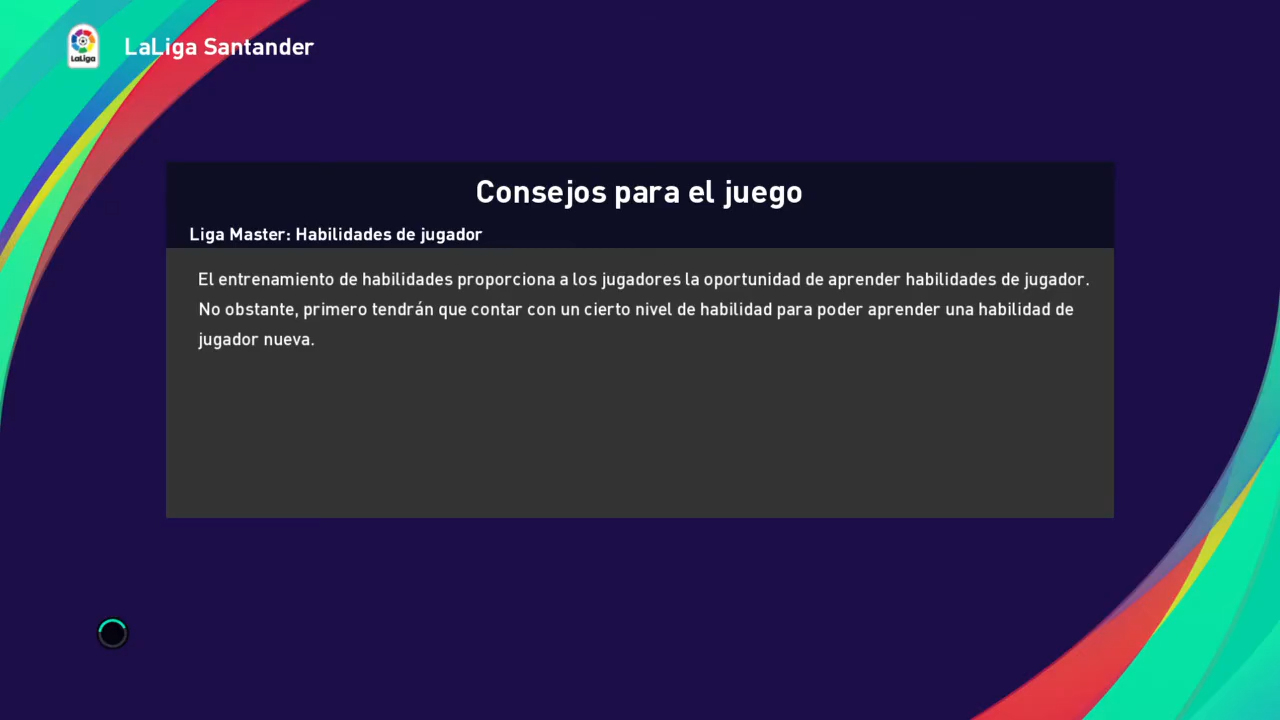 LaLiga
LaLiga Santander
Consejos para el juego
Liga Master: Habilidades de jugador
El entrenamiento de habilidades proporciona a los jugadores la oportunidad de aprender habilidades de jugador.
No obstante, primero tendrán que contar con un cierto nivel de habilidad para poder aprender una habilidad de
jugador nueva.